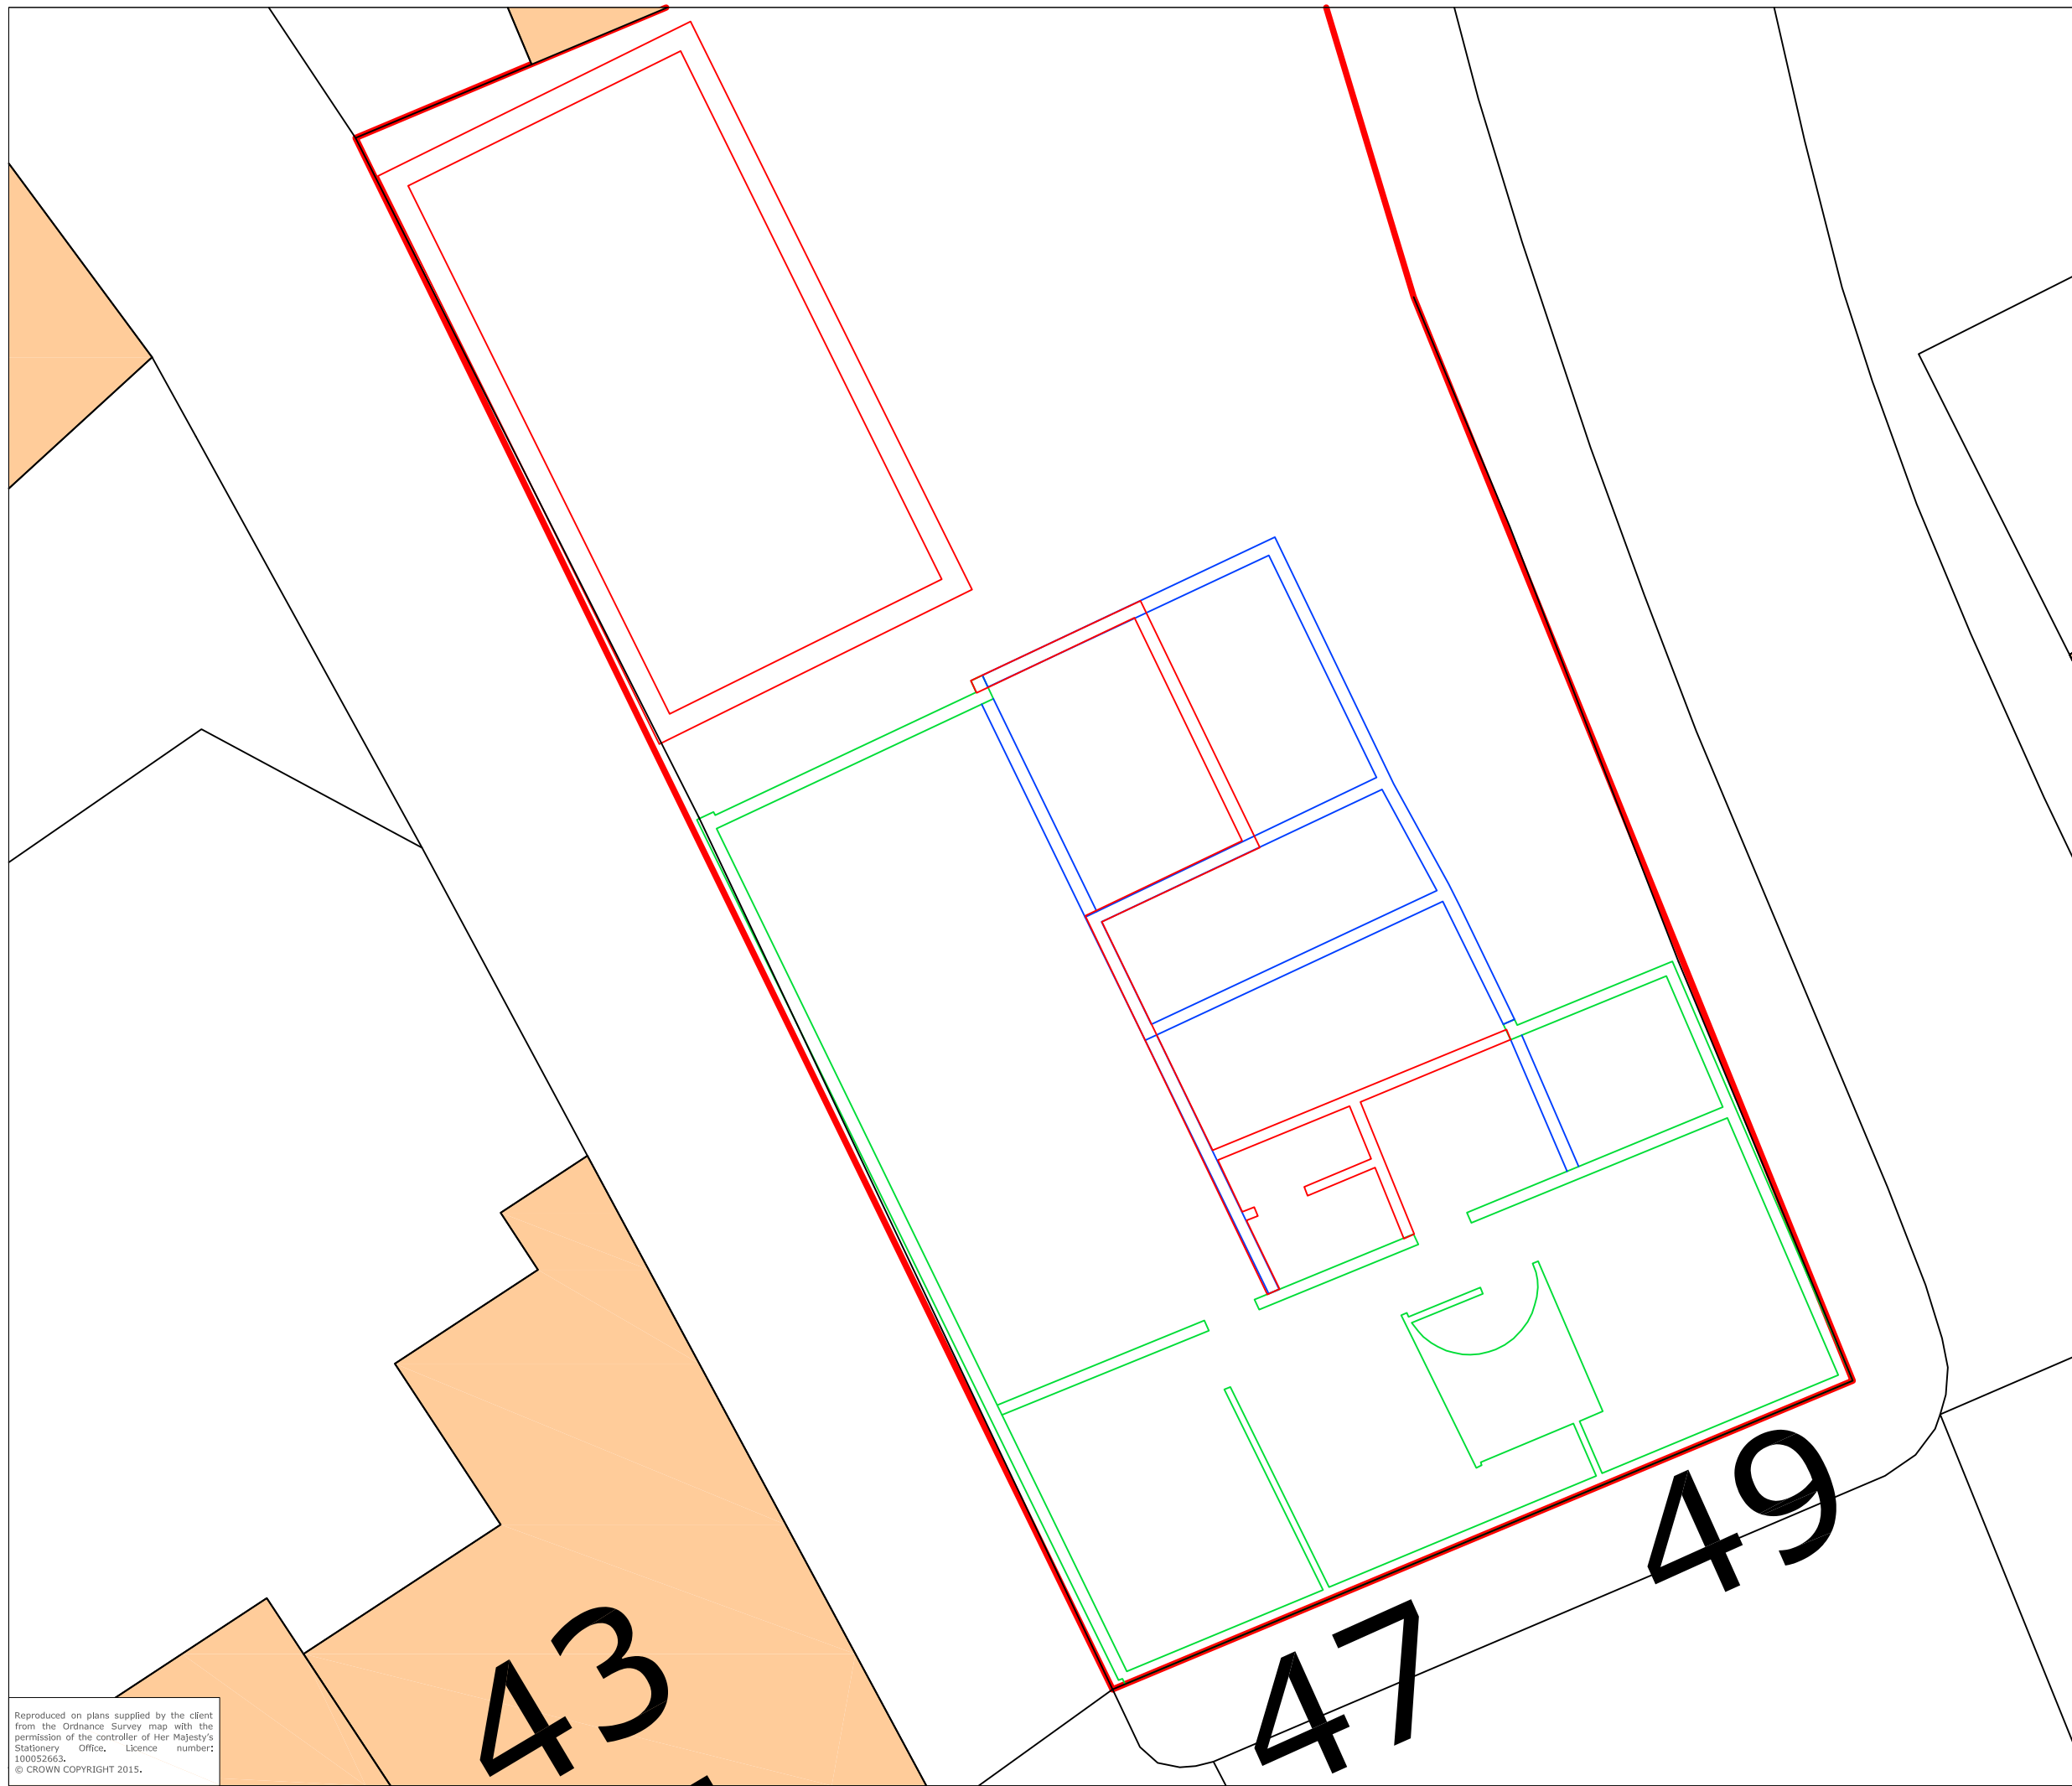 43
47
49
Reproduced on plans supplied by the client
from the Ordnance Survey map with the
permission of the controller of Her Majesty's
Stationery Office. Licence number:
100052663.
© CROWN COPYRIGHT 2015.